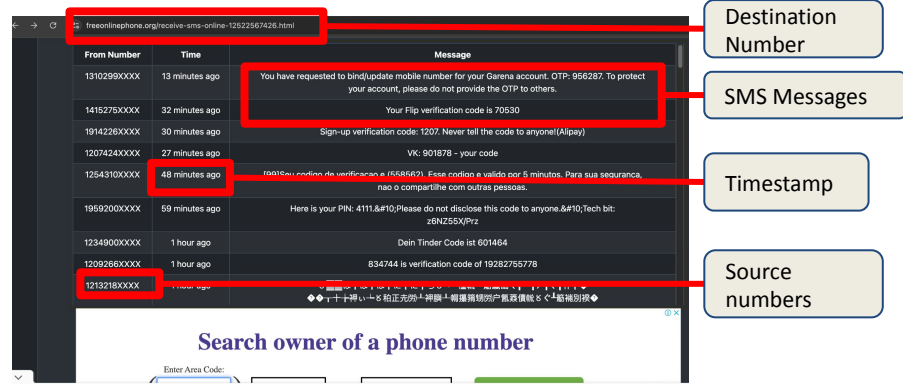 freeonlinephone.org/receive-sms-online-12522567426.html
Destination
Number
From Number Time Message
1310299XXXX 13 minutes ago You have requested to bind/update mobile number for your Garena account. OTP: 956287. To protect
your account, please do not provide the OTP to others.
SMS Messages
1415275XXXX 32 minutes ago Your Flip verification code is 70530
1914226XXXX 30 minutes ago Sign-up verification code: 1207. Never tell the code to anyone!(Alipay)
1207424XXXX 27 minutes ago VK: 901878 - your code
1254310XXXX 48 minutes ago [99]Seu codigo de verificacao e (558562). Esse codigo e valido por 5 minutos. Para sua seguranca,
nao o compartilhe com outras pessoas.
Timestamp
1959200XXXX 59 minutes ago Here is your PIN: 4111.&#10;Please do not disclose this code to anyone.&#10;Tech bit:
z6NZ55X/Prz
1234900XXXX 1 hour ago Dein Tinder Code ist 601464
1209266XXXX 1 hour ago 834744 is verification code of 19282755778
Source
numbers
1213218XXXX 1 hour ago
Search owner of a phone number
Enter Area Code: